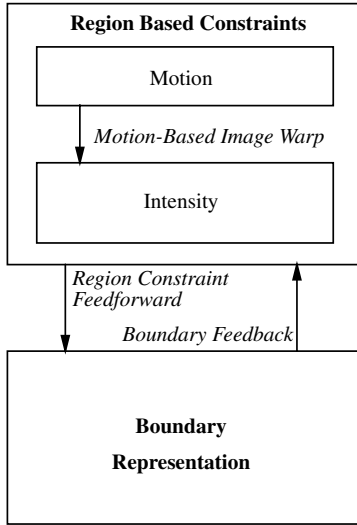 Region Based Constraints
Motion
Motion-Based Image Warp
Intensity
Region Constraint
Feedforward
Boundary Feedback
Boundary
Representation